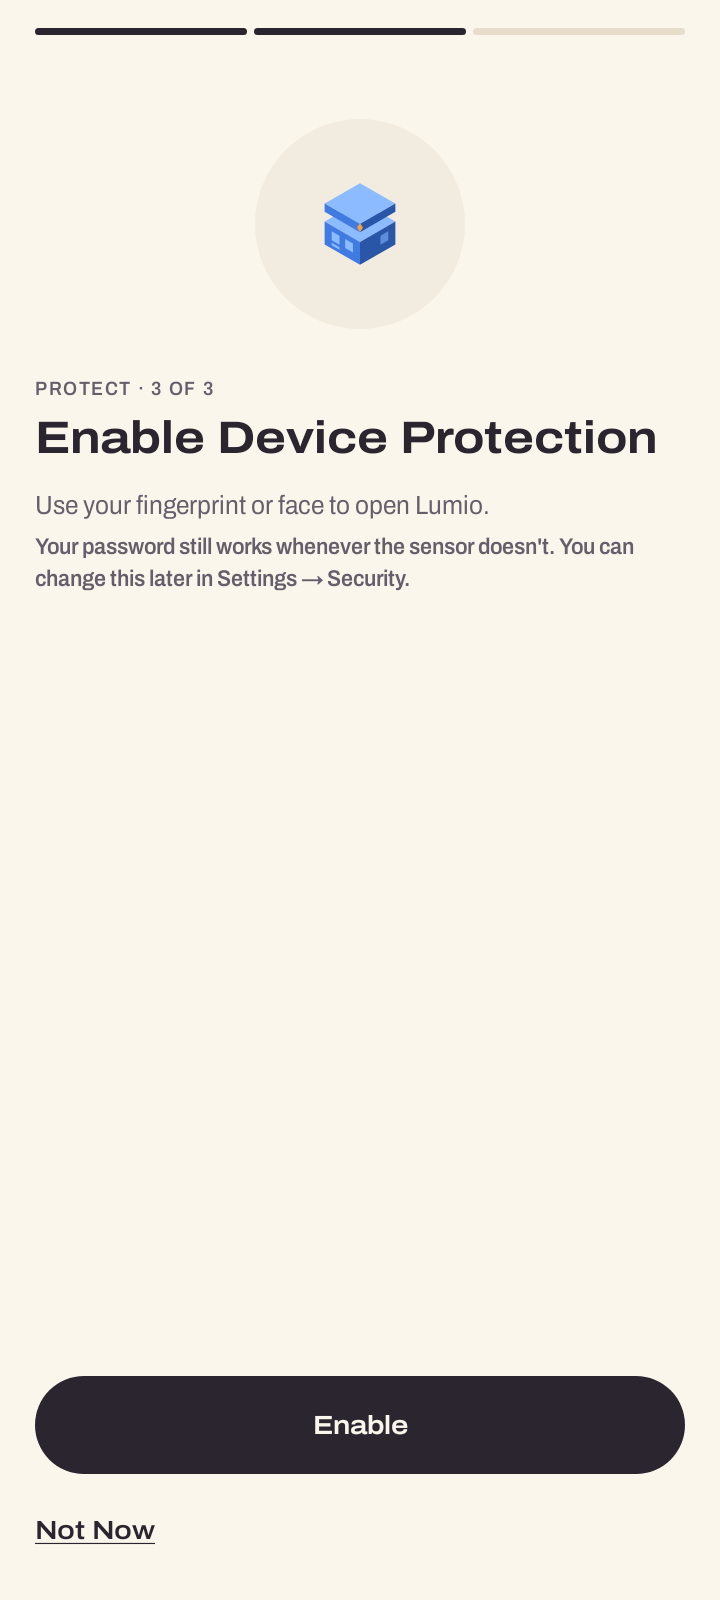 PROTECT · 3 OF 3
Enable Device Protection
Use your fingerprint or face to open Lumio.
Your password still works whenever the sensor doesn't. You can
change this later in Settings → Security.
Enable
Not Now